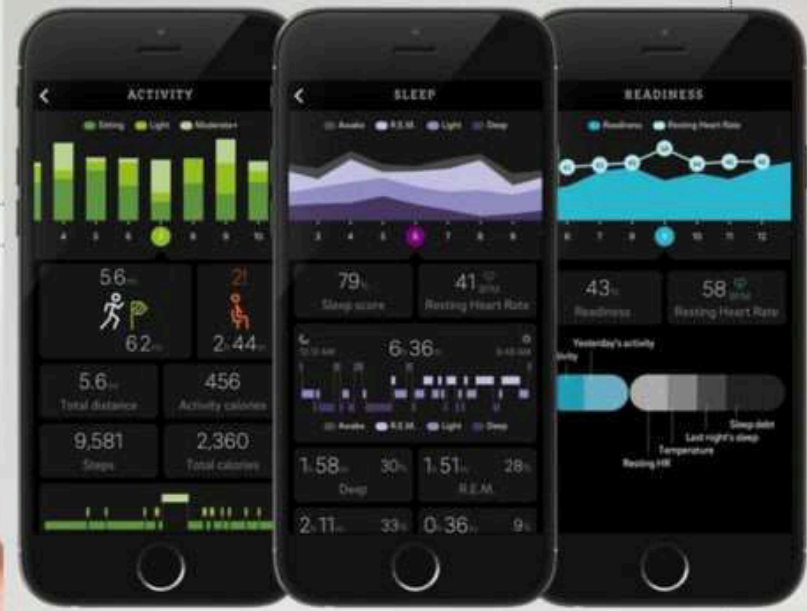 ACTIVITY
Sitting Light Moderate+
4 5 6 7 8 9 10
5.6
6.2
2:44
5.6
Total distance
456
Activity calories
9,581
Steps
2,360
Total calories
SLEEP
Awake R.E.M. Light Deep
3 4 5 6 7 8 9
79
Sleep score
41 BPM
Resting Heart Rate
6 36
Awake R.E.M. Light Deep
1 58 30%
Deep
1 51 28%
R.E.M.
2 11 33%
0 36 9%
READINESS
Readiness Resting Heart Rate
8 9 10 11 12
43
Readiness
58 BPM
Resting Heart Rate
Yesterday's activity
Sleep debt
Last night's sleep
Temperature
Resting HR